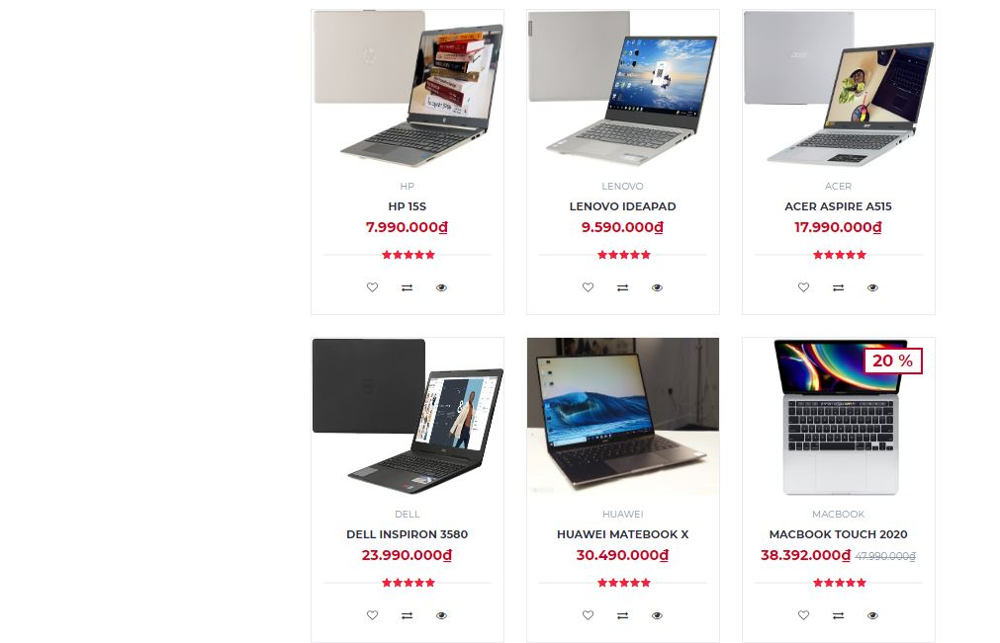 HP
HP 15S
7.990.000₫
LENOVO
LENOVO IDEAPAD
9.590.000₫
acer
ACER
ACER ASPIRE A515
17.990.000₫
DELL
DELL INSPIRON 3580
23.990.000₫
HUAWEI
HUAWEI MATEBOOK X
30.490.000₫
20 %
MACBOOK
MACBOOK TOUCH 2020
38.392.000₫ 47.990.000₫